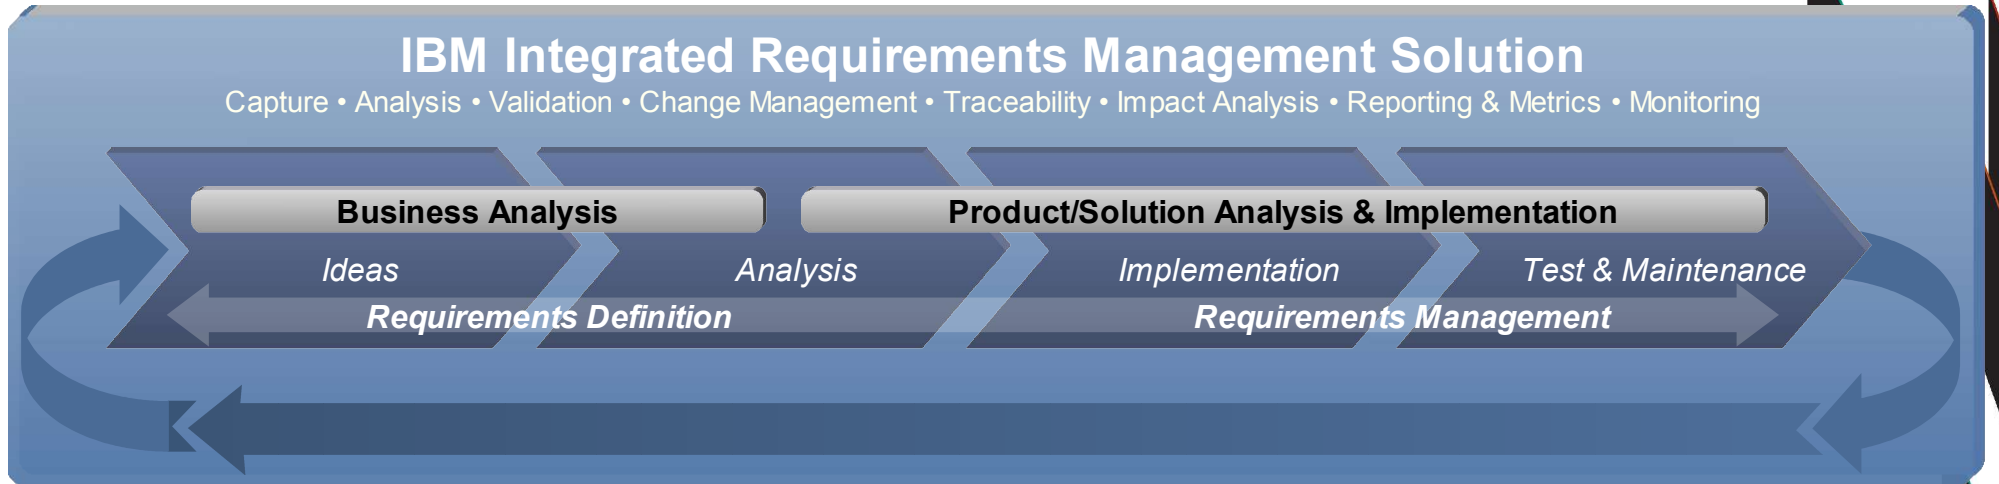 IBM Integrated Requirements Management Solution
Capture • Analysis • Validation • Change Management • Traceability • Impact Analysis • Reporting & Metrics • Monitoring
Business Analysis
Product/Solution Analysis & Implementation
Ideas
Analysis
Implementation
Test & Maintenance
Requirements Definition
Requirements Management